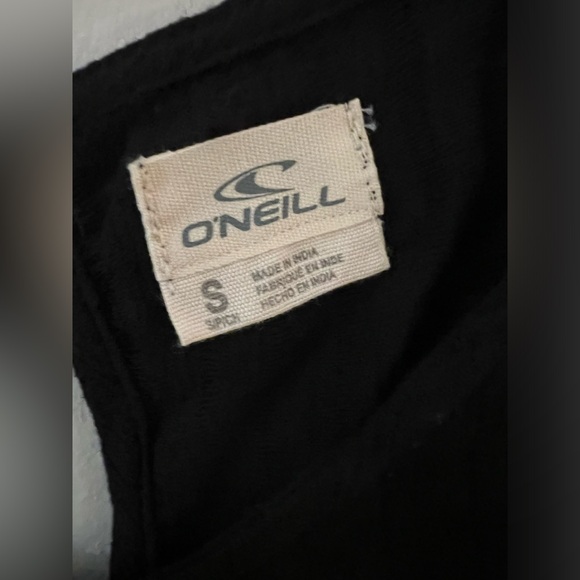 O'NEILL
S
S/P/CH
MADE IN INDIA
FABRIQUÉ EN INDE
HECHO EN INDIA